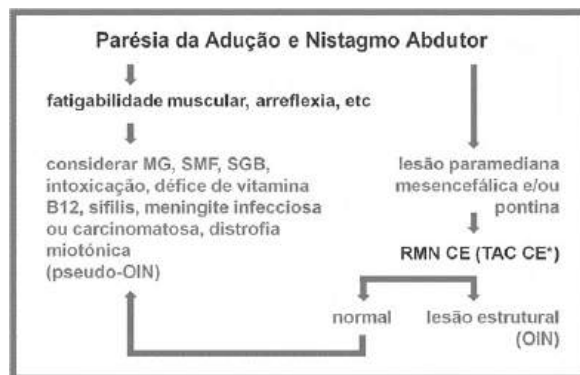 Parésia da Adução e Nistagmo Abdutor
fatigabilidade muscular, arreflexia, etc
considerar MG, SMF, SGB,
intoxicação, défice de vitamina
B12, sífilis, meningite infecciosa
ou carcinomatosa, distrofia
miotónica
(pseudo-OIN)
lesão paramediana
mesencefálica e/ou
pontina
RMN CE (TAC CE*)
normal
lesão estrutural
(OIN)